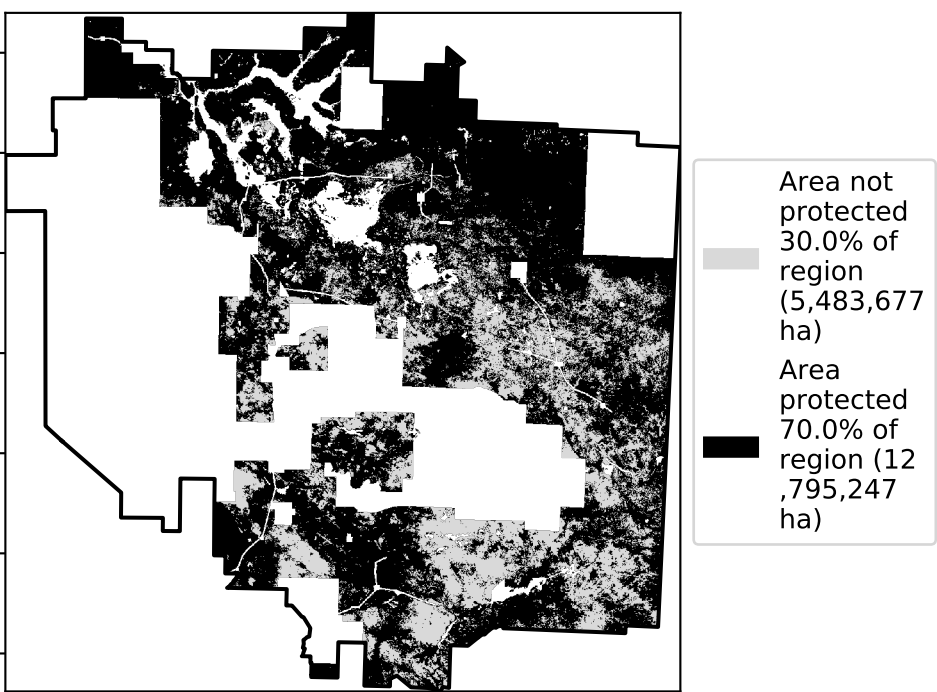 Area not
protected
30.0% of
region
(5,483,677
ha)
Area
protected
70.0% of
region (12
,795,247
ha)